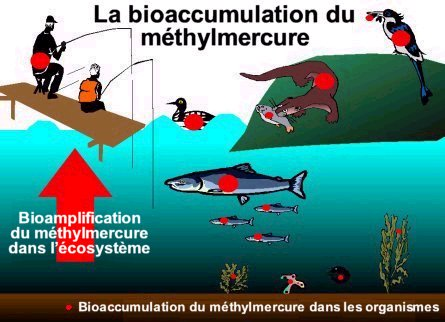 La bioaccumulation du
méthylmercure
Bioamplification
du méthylmercure
dans l'écosystème
Bioaccumulation du méthylmercure dans les organismes